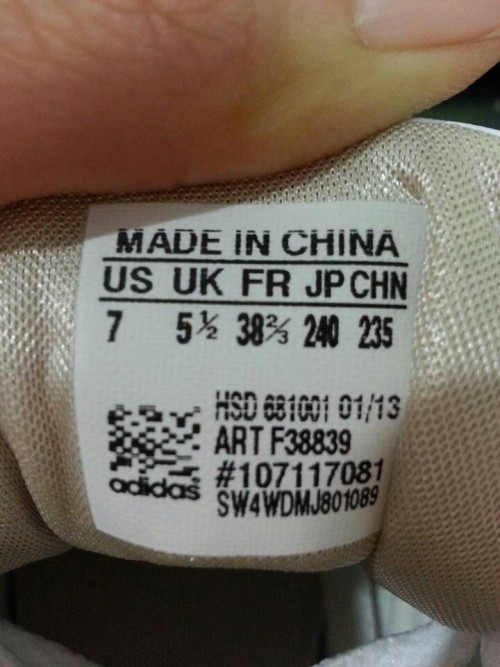 MADE IN CHINA
US UK FR JP CHN
7 5½ 38⅔ 240 235
HSD 681001 01/13
ART F38839
#107117081
adidas
SW4WDMJ801089